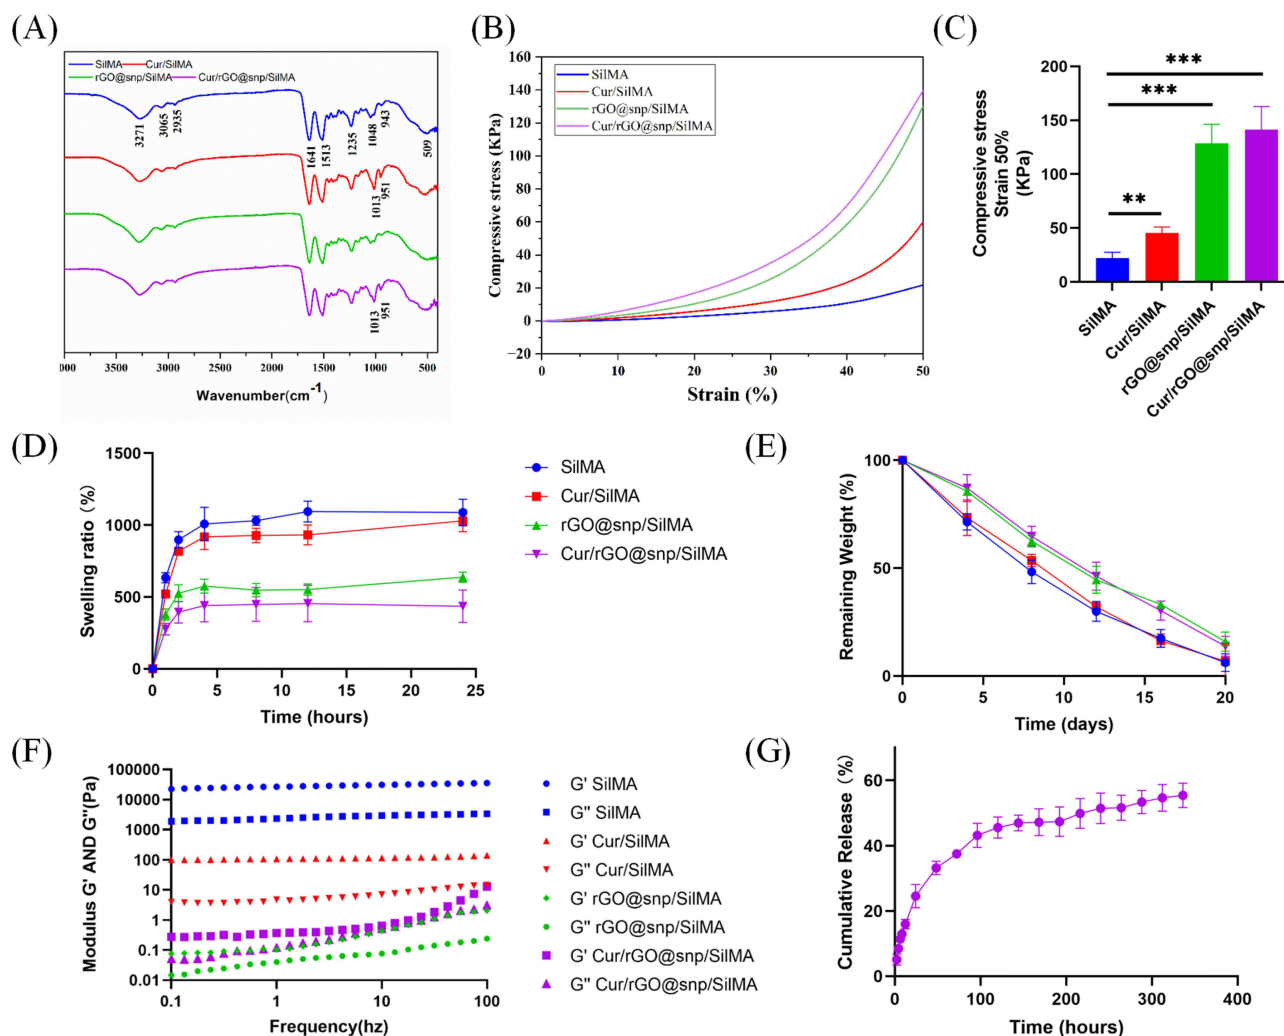 (A)
SilMA Cur/SilMA
rGO@snp/SilMA Cur/rGO@snp/SilMA
3271
3065
2935
1641
1513
1235
1048
943
509
1013
951
1013
951
3500 3000 2500 2000 1500 1000 500
Wavenumber(cm-1)
(B)
Compressive stress (KPa)
160
140
120
100
80
60
40
20
0
−20
SilMA
Cur/SilMA
rGO@snp/SilMA
Cur/rGO@snp/SilMA
0 10 20 30 40 50
Strain (%)
(C)
Compressive stress
Strain 50%
(KPa)
200
150
100
50
0
***
***
**
SilMA
Cur/SilMA
rGO@snp/SilMA
Cur/rGO@snp/SilMA
(D)
Swelling ratio (%)
1500
1000
500
0
0 5 10 15 20 25
Time (hours)
SilMA
Cur/SilMA
rGO@snp/SilMA
Cur/rGO@snp/SilMA
(E)
Remaining Weight (%)
100
50
0
0 5 10 15 20
Time (days)
(F)
Modulus G' AND G"(Pa)
100000
10000
1000
100
10
1
0.1
0.01
0.1 1 10 100
Frequency(hz)
G' SilMA
G" SilMA
G' Cur/SilMA
G" Cur/SilMA
G' rGO@snp/SilMA
G" rGO@snp/SilMA
G' Cur/rGO@snp/SilMA
G" Cur/rGO@snp/SilMA
(G)
Cumulative Release (%)
60
40
20
0
0 100 200 300 400
Time (hours)